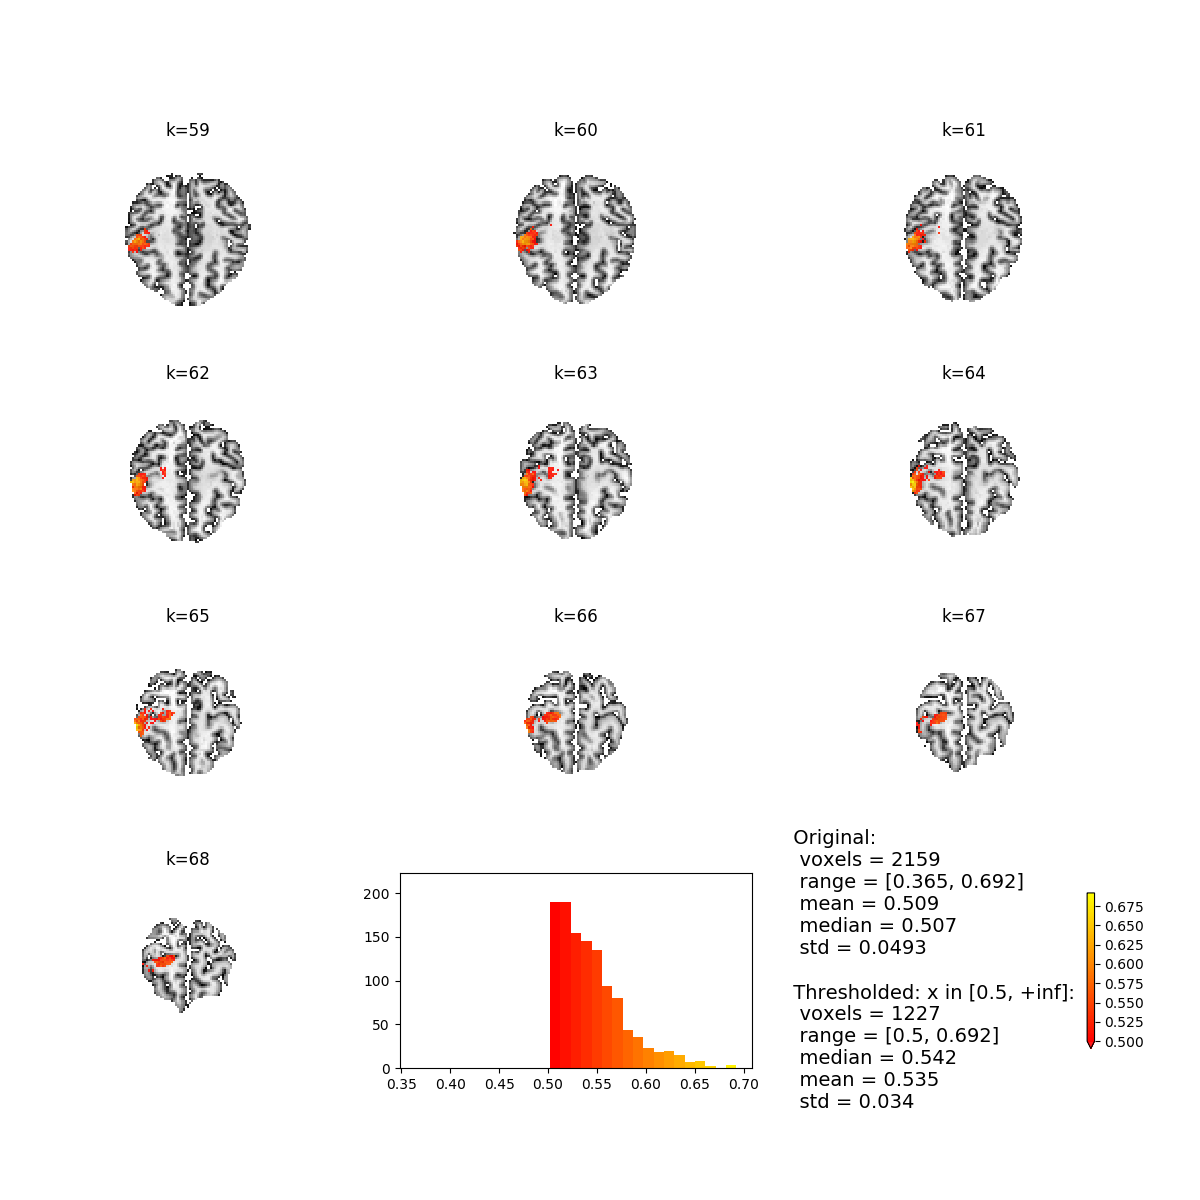 k=59
k=60
k=61
k=62
k=63
k=64
k=65
k=66
k=67
k=68
200
150
100
50
0
0.35 0.40 0.45 0.50 0.55 0.60 0.65 0.70
Original:
voxels = 2159
range = [0.365, 0.692]
mean = 0.509
median = 0.507
std = 0.0493
Thresholded: x in [0.5, +inf]:
voxels = 1227
range = [0.5, 0.692]
median = 0.542
mean = 0.535
std = 0.034
0.675
0.650
0.625
0.600
0.575
0.550
0.525
0.500